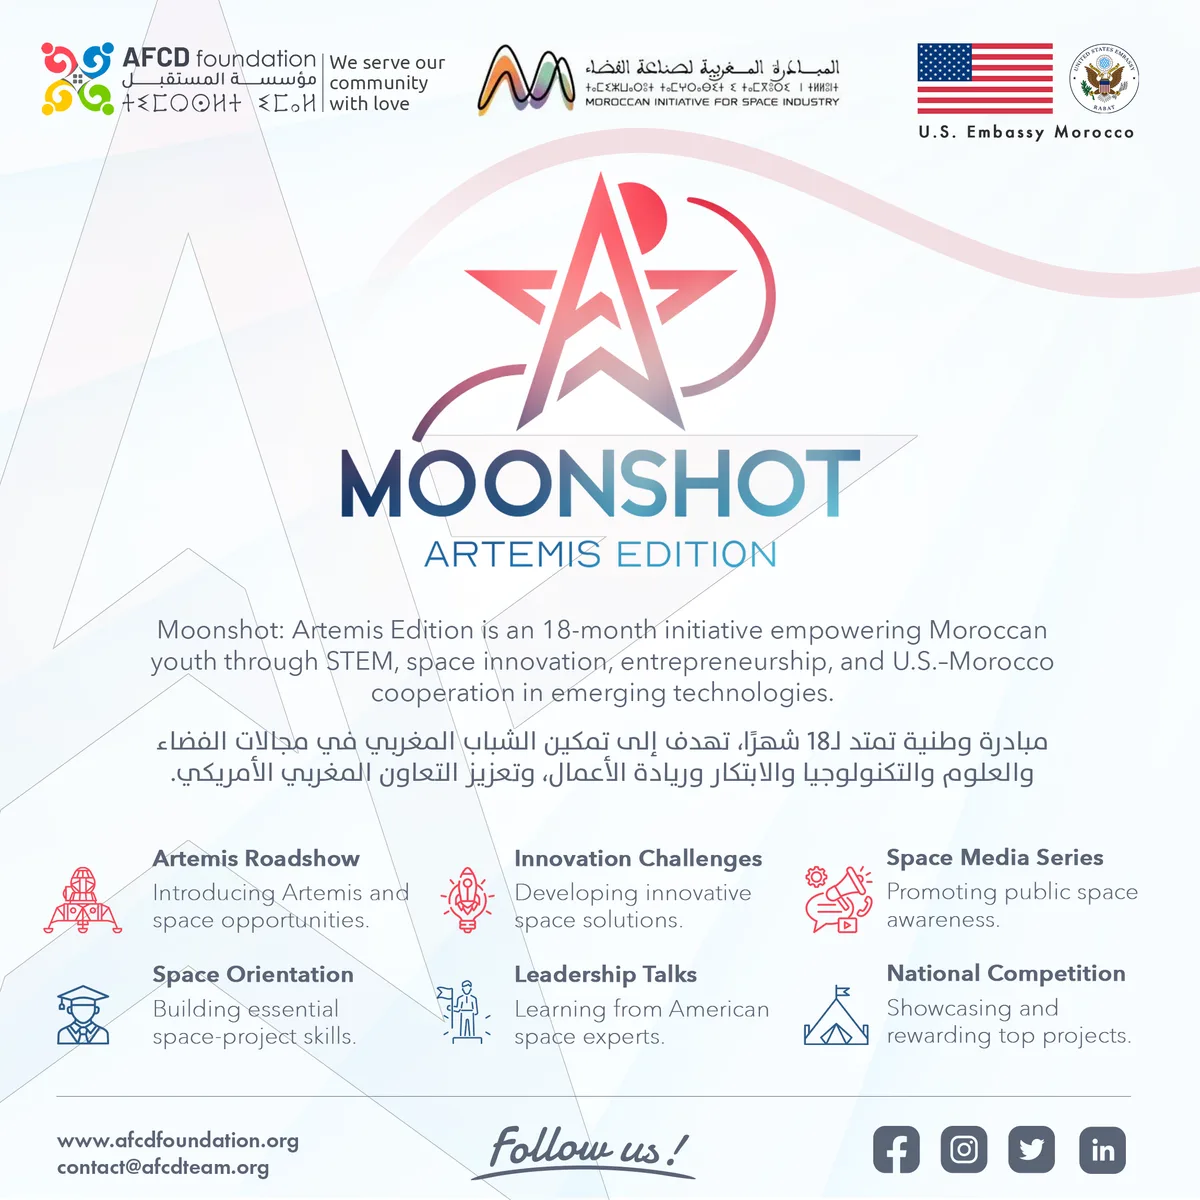 AFCD foundation
مؤسسة المستقبل
We serve our
community
with love
المبادرة المغربية لصناعة الفضاء
MOROCCAN INITIATIVE FOR SPACE INDUSTRY
UNITED STATES EMBASSY
RABAT
U.S. Embassy Morocco
MOONSHOT
ARTEMIS EDITION
Moonshot: Artemis Edition is an 18-month initiative empowering Moroccan
youth through STEM, space innovation, entrepreneurship, and U.S.–Morocco
cooperation in emerging technologies.
مبادرة وطنية تمتد لـ18 شهرًا، تهدف إلى تمكين الشباب المغربي في مجالات الفضاء
والعلوم والتكنولوجيا والابتكار وريادة الأعمال، وتعزيز التعاون المغربي الأمريكي.
Artemis Roadshow
Introducing Artemis and
space opportunities.
Innovation Challenges
Developing innovative
space solutions.
Space Media Series
Promoting public space
awareness.
Space Orientation
Building essential
space-project skills.
Leadership Talks
Learning from American
space experts.
National Competition
Showcasing and
rewarding top projects.
www.afcdfoundation.org
contact@afcdteam.org
Follow us!